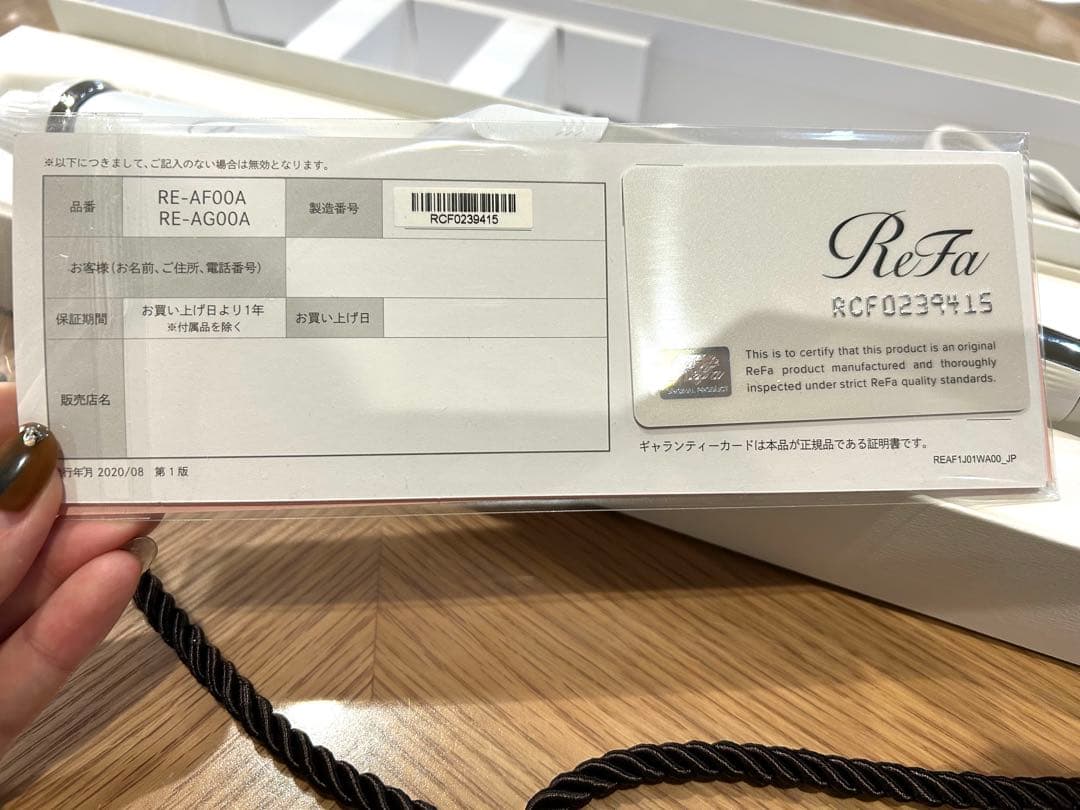 ※以下につきまして、ご記入のない場合は無効となります。
品番
RE-AF00A
RE-AG00A
製造番号
RCF0239415
お客様(お名前、ご住所、電話番号)
保証期間
お買い上げ日より1年
※付属品を除く
お買い上げ日
販売店名
行年月 2020/08 第1版
ReFa
RCF0239415
This is to certify that this product is an original
ReFa product manufactured and thoroughly
inspected under strict ReFa quality standards.
ORIGINAL PRODUCT
ギャランティーカードは本品が正規品である証明書です。
REAF1J01WA00_JP